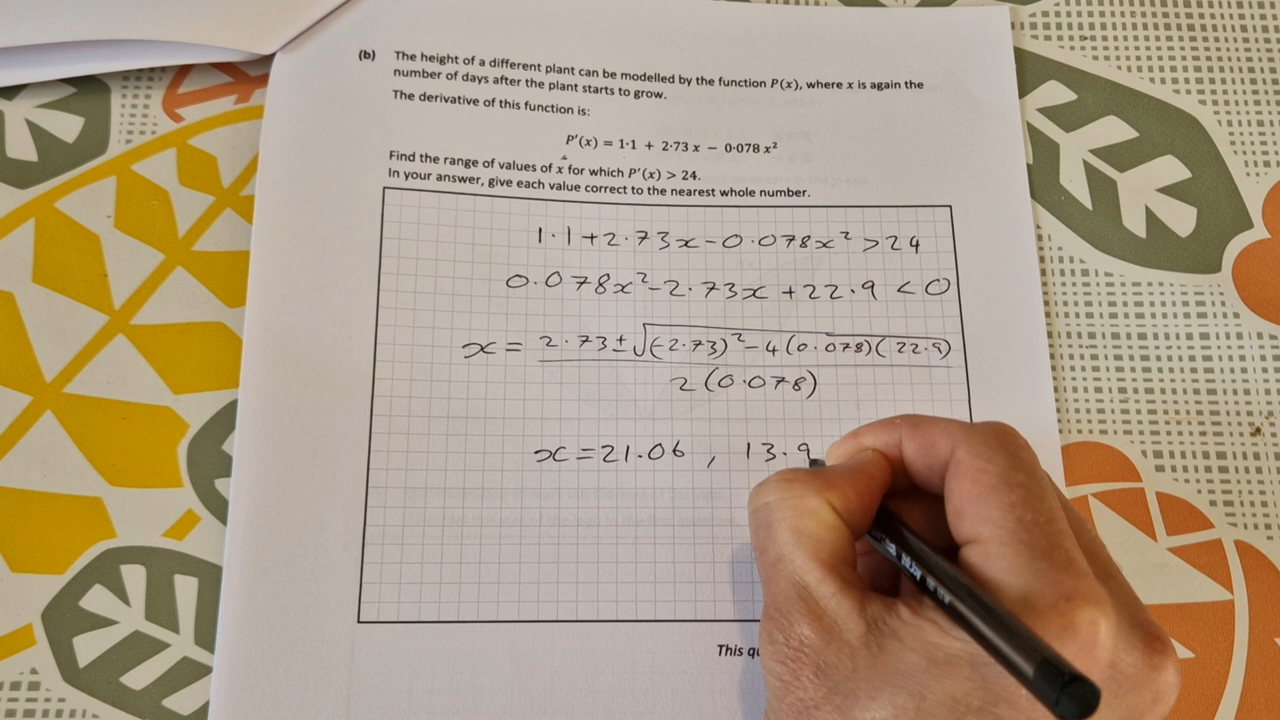 (b) The height of a different plant can be modelled by the function P(x), where x is again the
number of days after the plant starts to grow.
The derivative of this function is:
P′(x) = 1·1 + 2·73 x − 0·078 x²
Find the range of values of x for which P′(x) > 24.
In your answer, give each value correct to the nearest whole number.
1.1+2.73x-0.078x²>24
0.078x²-2.73x+22.9<0
x= 2.73±√(-2.73)²-4(0.078)(22.9)
2(0.078)
x=21.06, 13.9
This